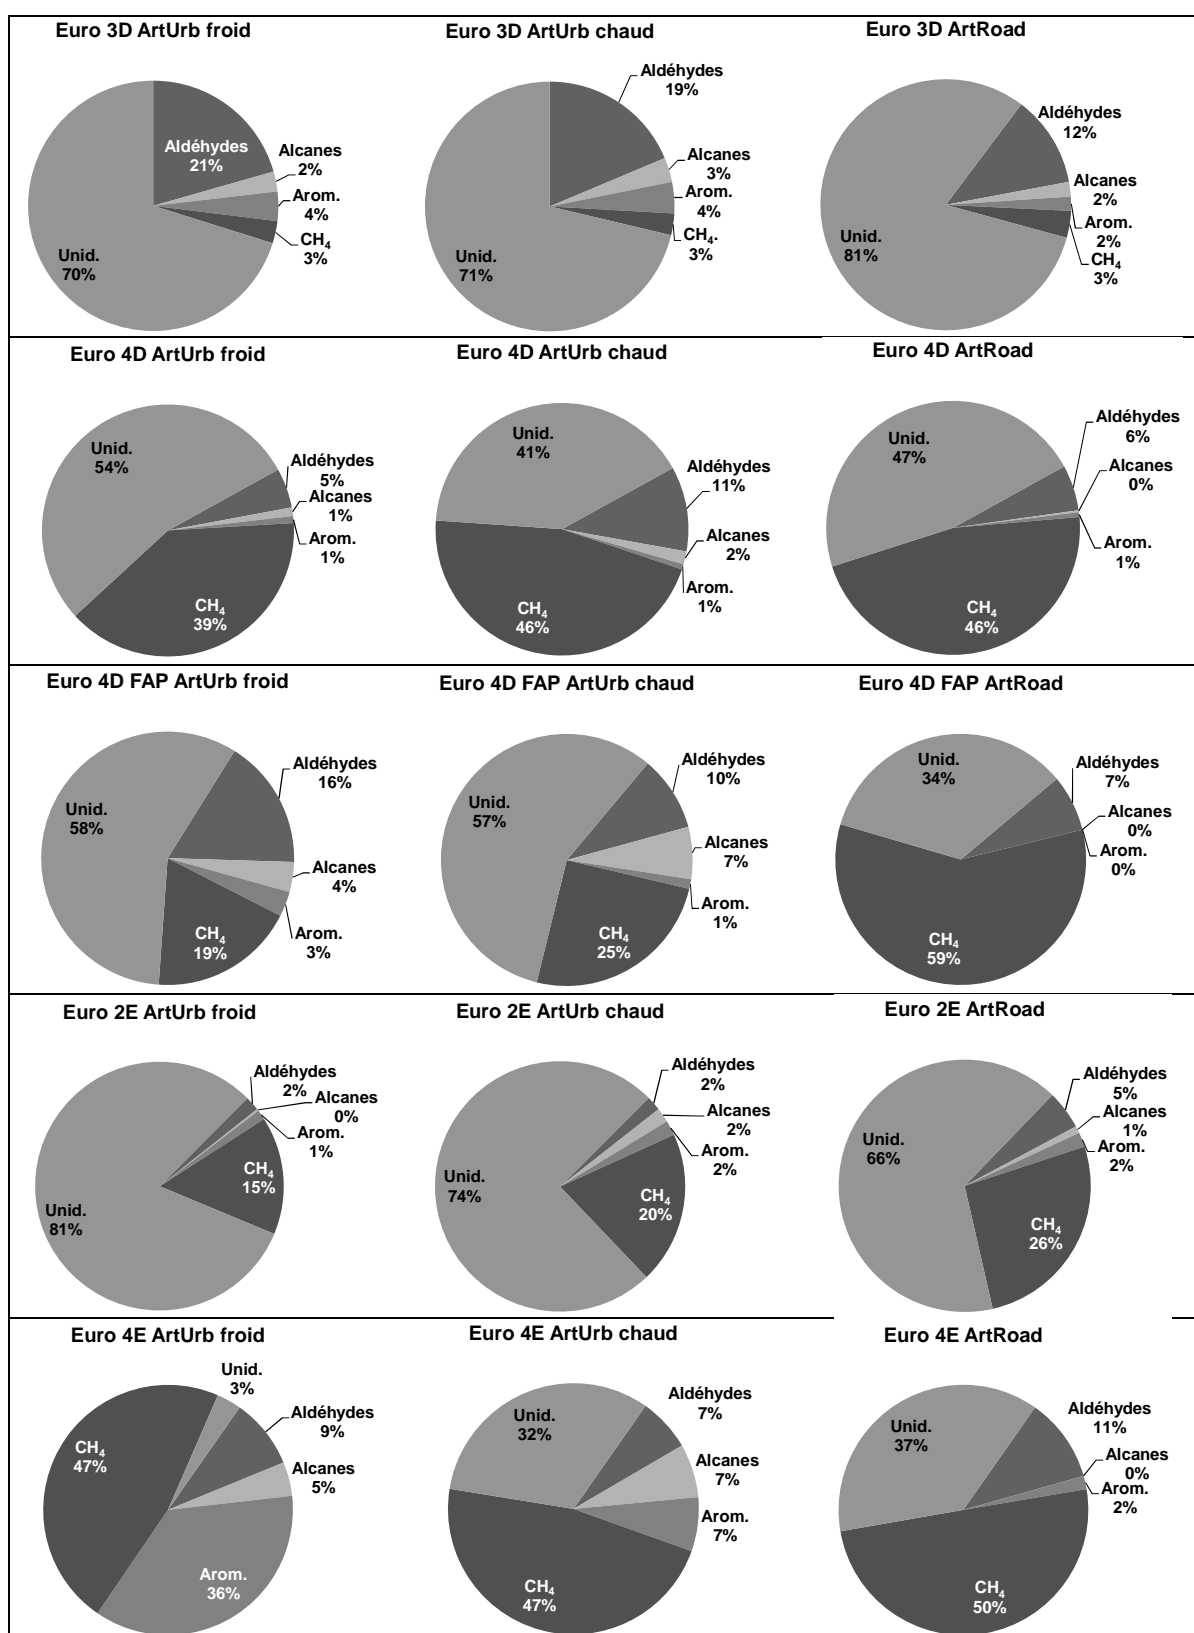 Euro 3D ArtUrb froid
Aldéhydes
21%
Alcanes
2%
Arom.
4%
CH₄
3%
Unid.
70%
Euro 3D ArtUrb chaud
Aldéhydes
19%
Alcanes
3%
Arom.
4%
CH₄.
3%
Unid.
71%
Euro 3D ArtRoad
Aldéhydes
12%
Alcanes
2%
Arom.
2%
CH₄
3%
Unid.
81%
Euro 4D ArtUrb froid
Unid.
54%
Aldéhydes
5%
Alcanes
1%
Arom.
1%
CH₄
39%
Euro 4D ArtUrb chaud
Unid.
41%
Aldéhydes
11%
Alcanes
2%
Arom.
1%
CH₄
46%
Euro 4D ArtRoad
Unid.
47%
Aldéhydes
6%
Alcanes
0%
Arom.
1%
CH₄
46%
Euro 4D FAP ArtUrb froid
Unid.
58%
Aldéhydes
16%
Alcanes
4%
Arom.
3%
CH₄
19%
Euro 4D FAP ArtUrb chaud
Unid.
57%
Aldéhydes
10%
Alcanes
7%
Arom.
1%
CH₄
25%
Euro 4D FAP ArtRoad
Unid.
34%
Aldéhydes
7%
Alcanes
0%
Arom.
0%
CH₄
59%
Euro 2E ArtUrb froid
Aldéhydes
2%
Alcanes
0%
Arom.
1%
CH₄
15%
Unid.
81%
Euro 2E ArtUrb chaud
Aldéhydes
2%
Alcanes
2%
Arom.
2%
CH₄
20%
Unid.
74%
Euro 2E ArtRoad
Aldéhydes
5%
Alcanes
1%
Arom.
2%
CH₄
26%
Unid.
66%
Euro 4E ArtUrb froid
Unid.
3%
Aldéhydes
9%
Alcanes
5%
Arom.
36%
CH₄
47%
Euro 4E ArtUrb chaud
Unid.
32%
Aldéhydes
7%
Alcanes
7%
Arom.
7%
CH₄
47%
Euro 4E ArtRoad
Unid.
37%
Aldéhydes
11%
Alcanes
0%
Arom.
2%
CH₄
50%